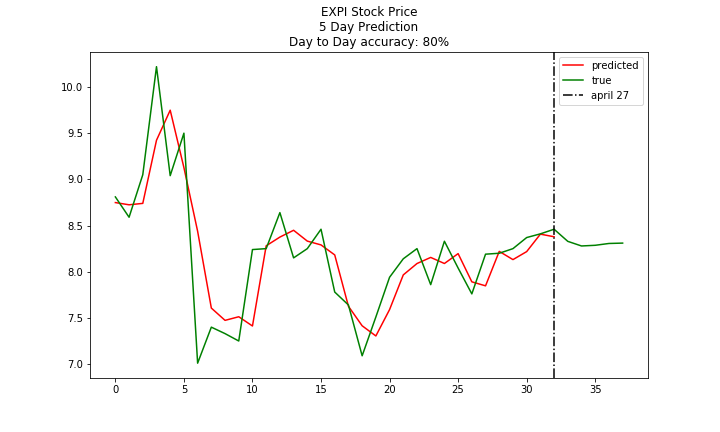 EXPI Stock Price
5 Day Prediction
Day to Day accuracy: 80%
predicted
true
april 27
10.0
9.5
9.0
8.5
8.0
7.5
7.0
0 5 10 15 20 25 30 35